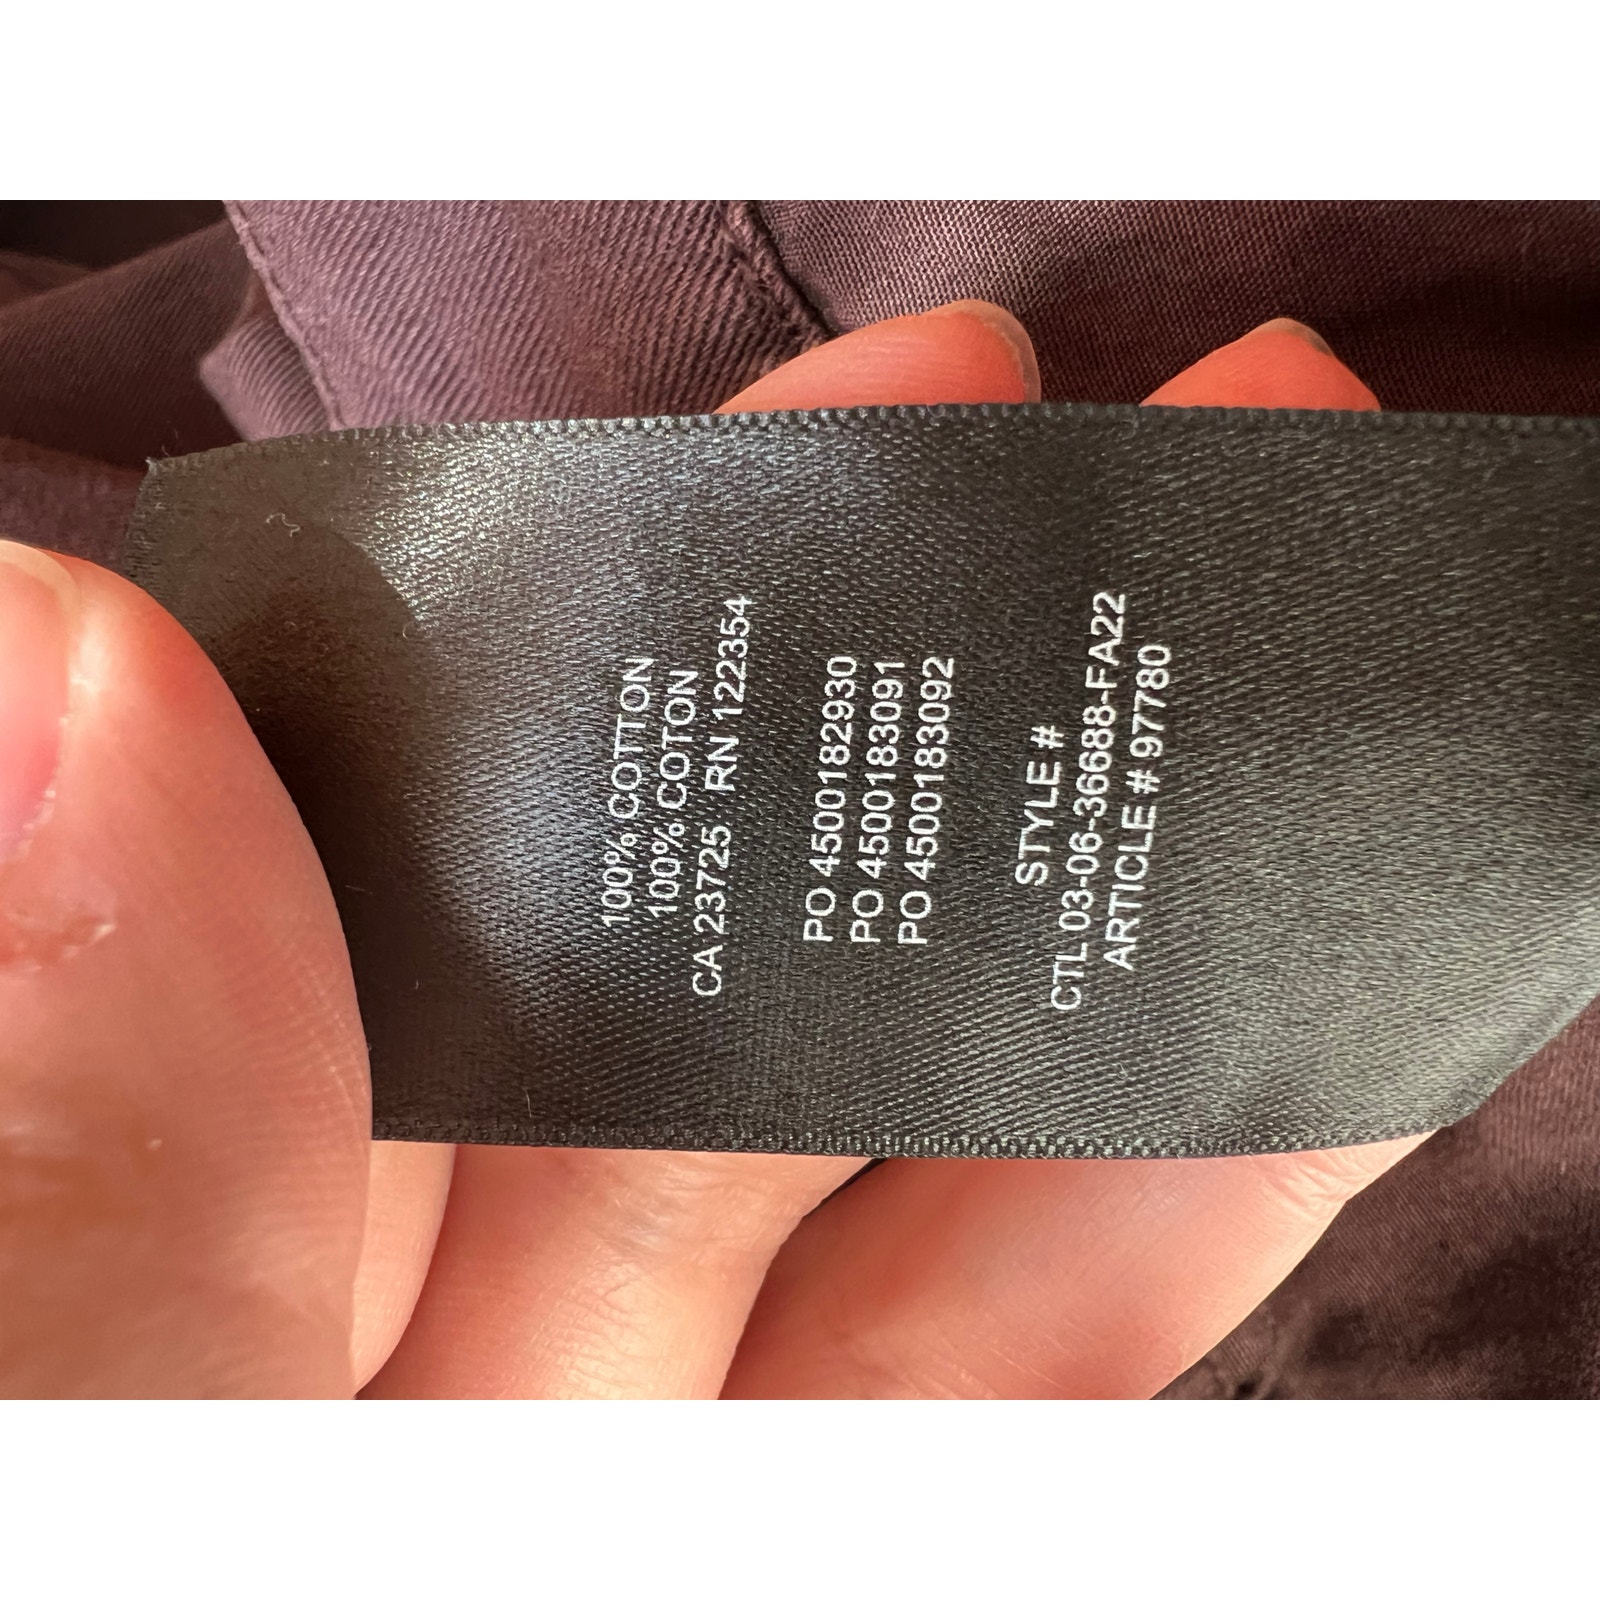 100% COTTON
100% COTON
CA 23725 RN 122354
PO 4500182930
PO 4500183091
PO 4500183092
STYLE #
CTL 03-06-36688-FA22
ARTICLE # 97780